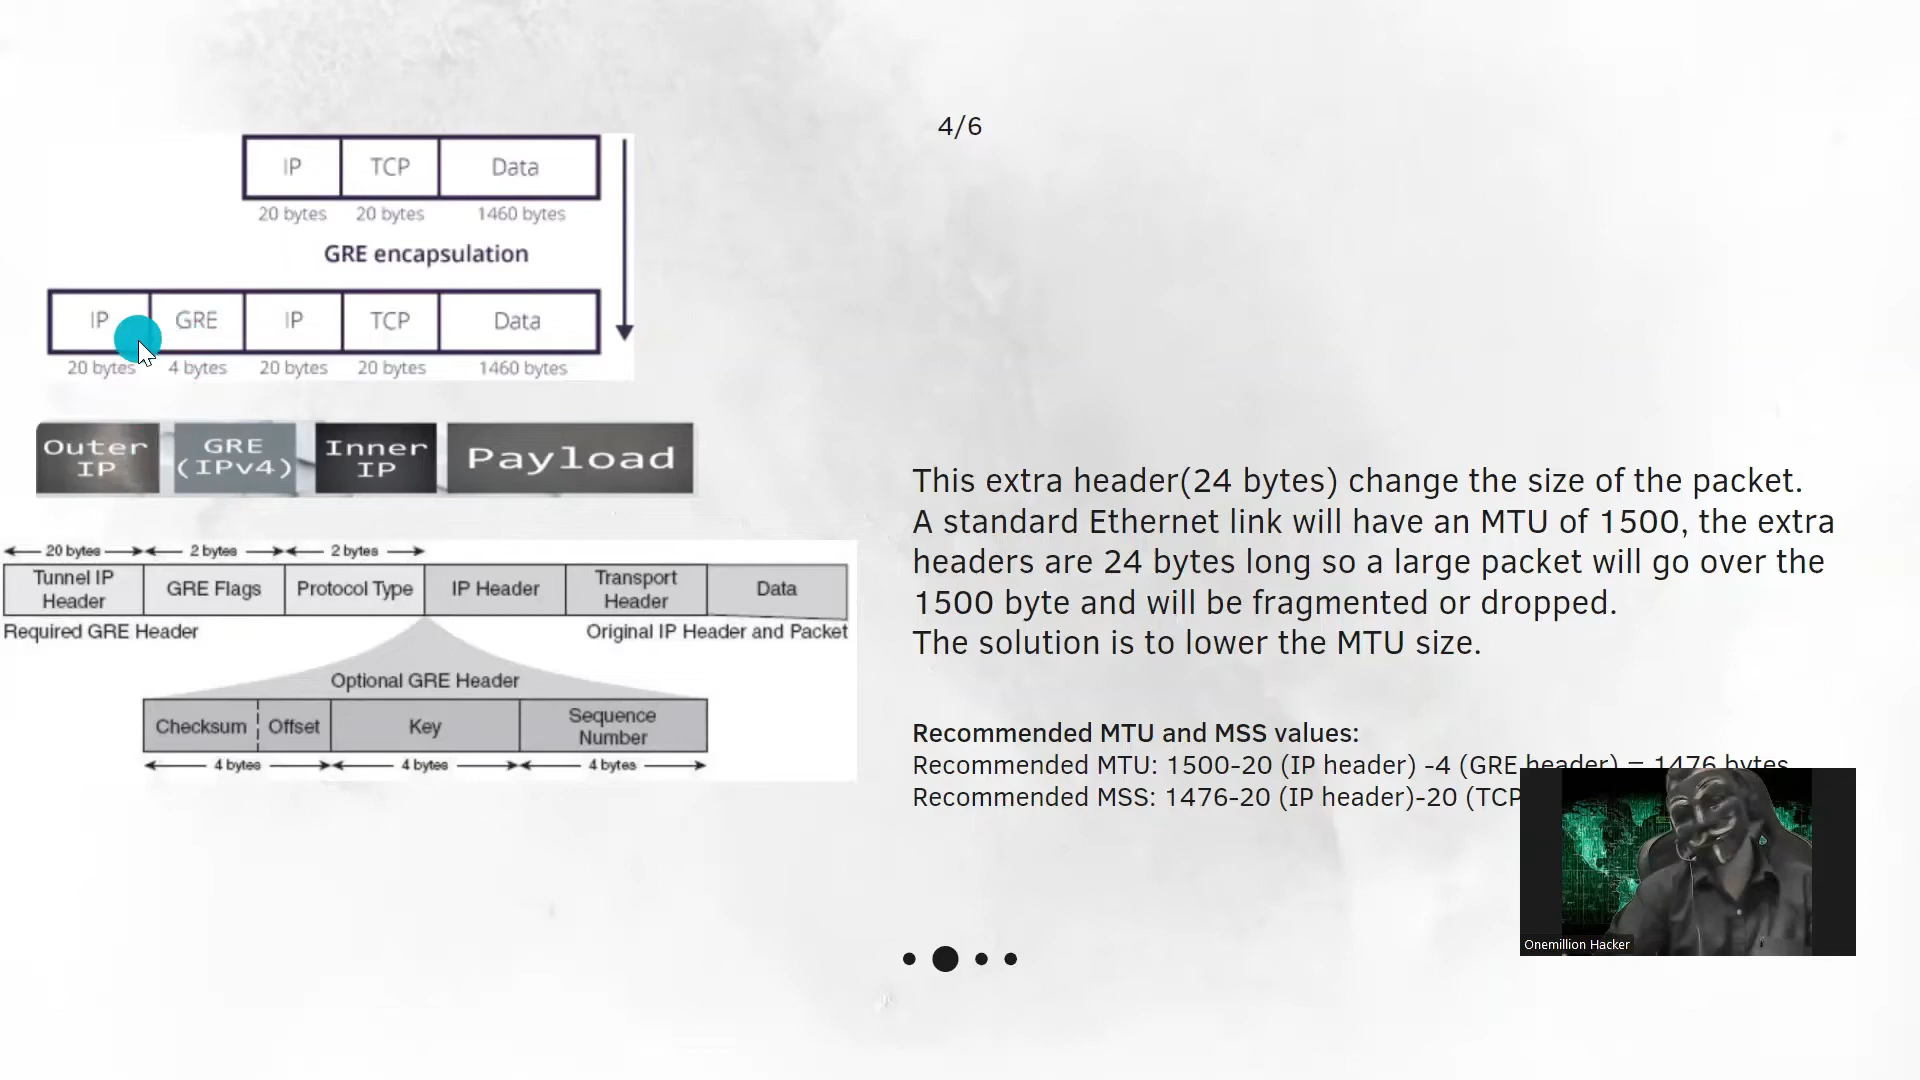 4/6
IP TCP Data
20 bytes 20 bytes 1460 bytes
GRE encapsulation
IP GRE IP TCP Data
20 bytes 4 bytes 20 bytes 20 bytes 1460 bytes
Outer IP GRE (IPv4) Inner IP Payload
20 bytes 2 bytes 2 bytes
Tunnel IP Header GRE Flags Protocol Type IP Header Transport Header Data
Required GRE Header Original IP Header and Packet
Optional GRE Header
Checksum Offset Key Sequence Number
4 bytes 4 bytes 4 bytes
This extra header(24 bytes) change the size of the packet.
A standard Ethernet link will have an MTU of 1500, the extra
headers are 24 bytes long so a large packet will go over the
1500 byte and will be fragmented or dropped.
The solution is to lower the MTU size.
Recommended MTU and MSS values:
Recommended MTU: 1500-20 (IP header) -4 (GRE header) = 1476 bytes
Recommended MSS: 1476-20 (IP header)-20 (TCP
Onemillion Hacker